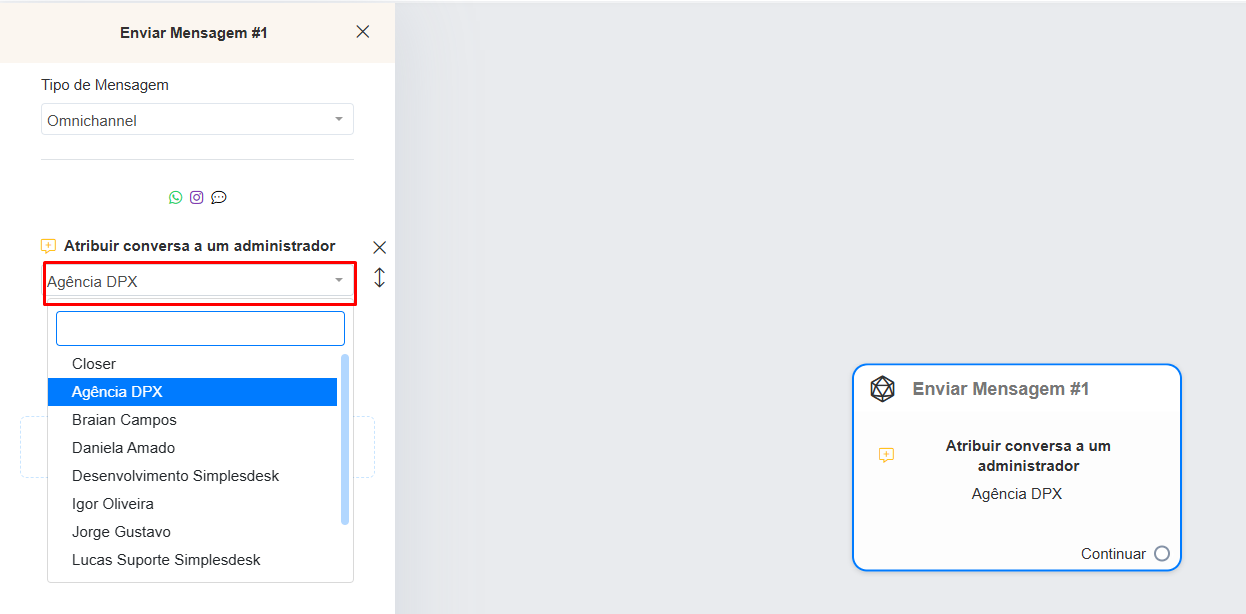 Enviar Mensagem #1
Tipo de Mensagem
Omnichannel
Atribuir conversa a um administrador
Agência DPX
Closer
Agência DPX
Braian Campos
Daniela Amado
Desenvolvimento Simplesdesk
Igor Oliveira
Jorge Gustavo
Lucas Suporte Simplesdesk
Enviar Mensagem #1
Atribuir conversa a um
administrador
Agência DPX
Continuar